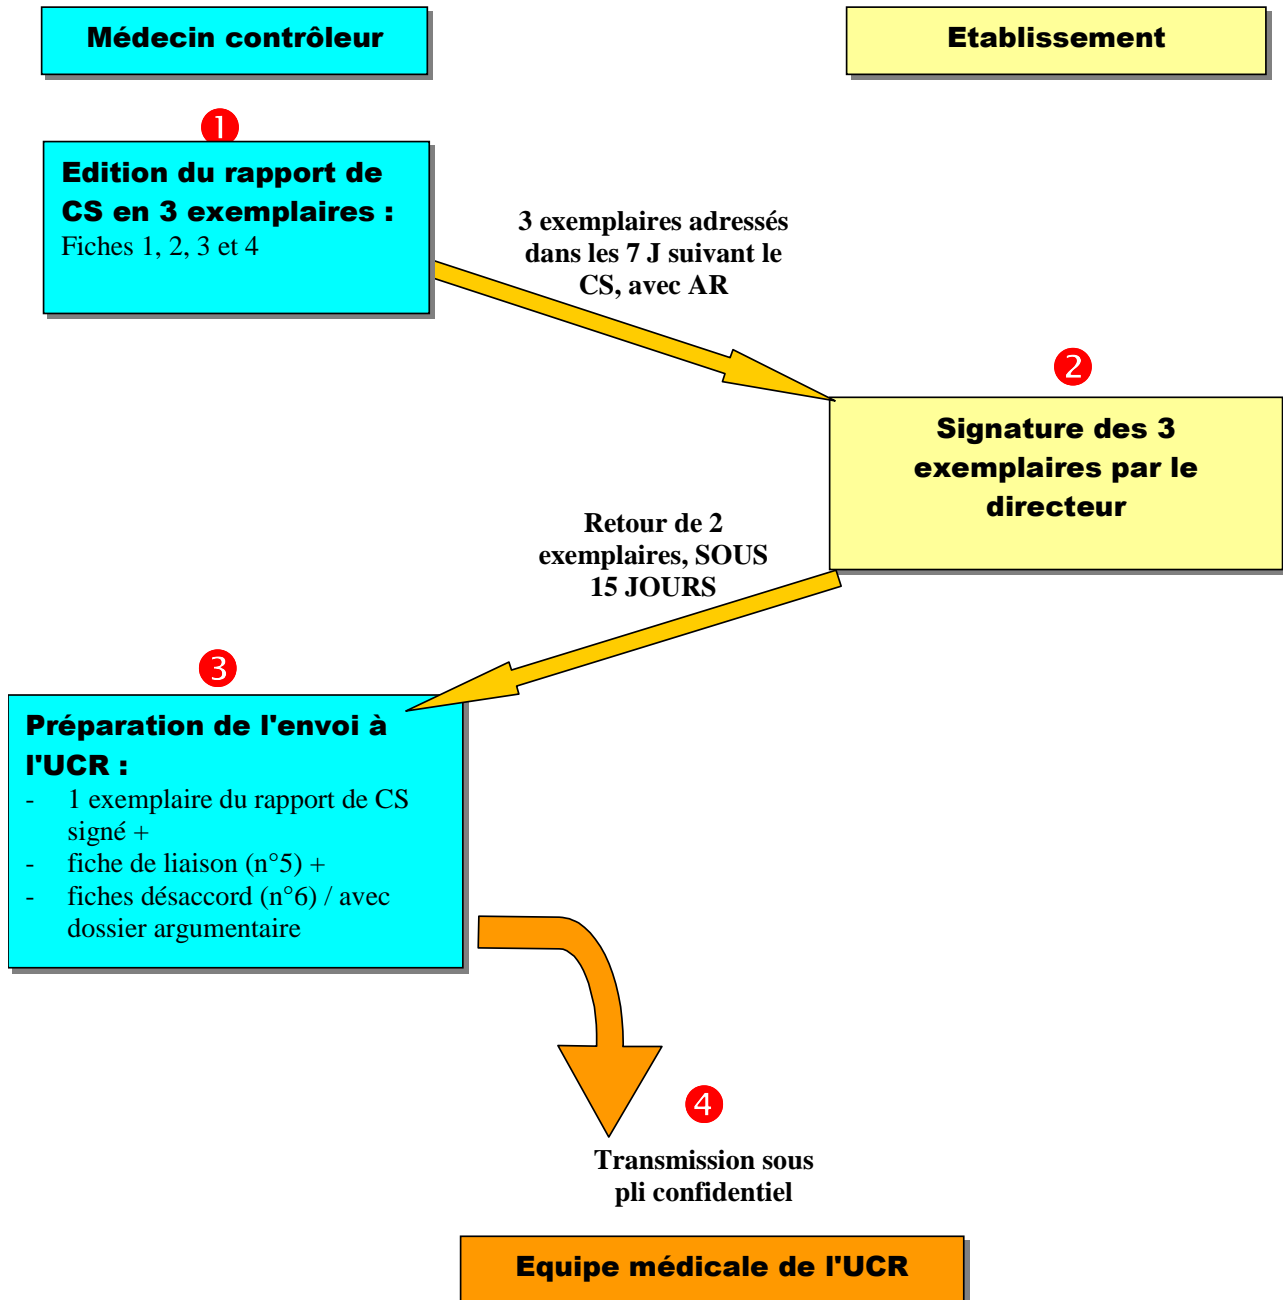 Médecin contrôleur
Etablissement
1
Edition du rapport de
CS en 3 exemplaires :
Fiches 1, 2, 3 et 4
3 exemplaires adressés
dans les 7 J suivant le
CS, avec AR
2
Signature des 3
exemplaires par le
directeur
Retour de 2
exemplaires, SOUS
15 JOURS
3
Préparation de l'envoi à
l'UCR :
- 1 exemplaire du rapport de CS
signé +
- fiche de liaison (n°5) +
- fiches désaccord (n°6) / avec
dossier argumentaire
4
Transmission sous
pli confidentiel
Equipe médicale de l'UCR